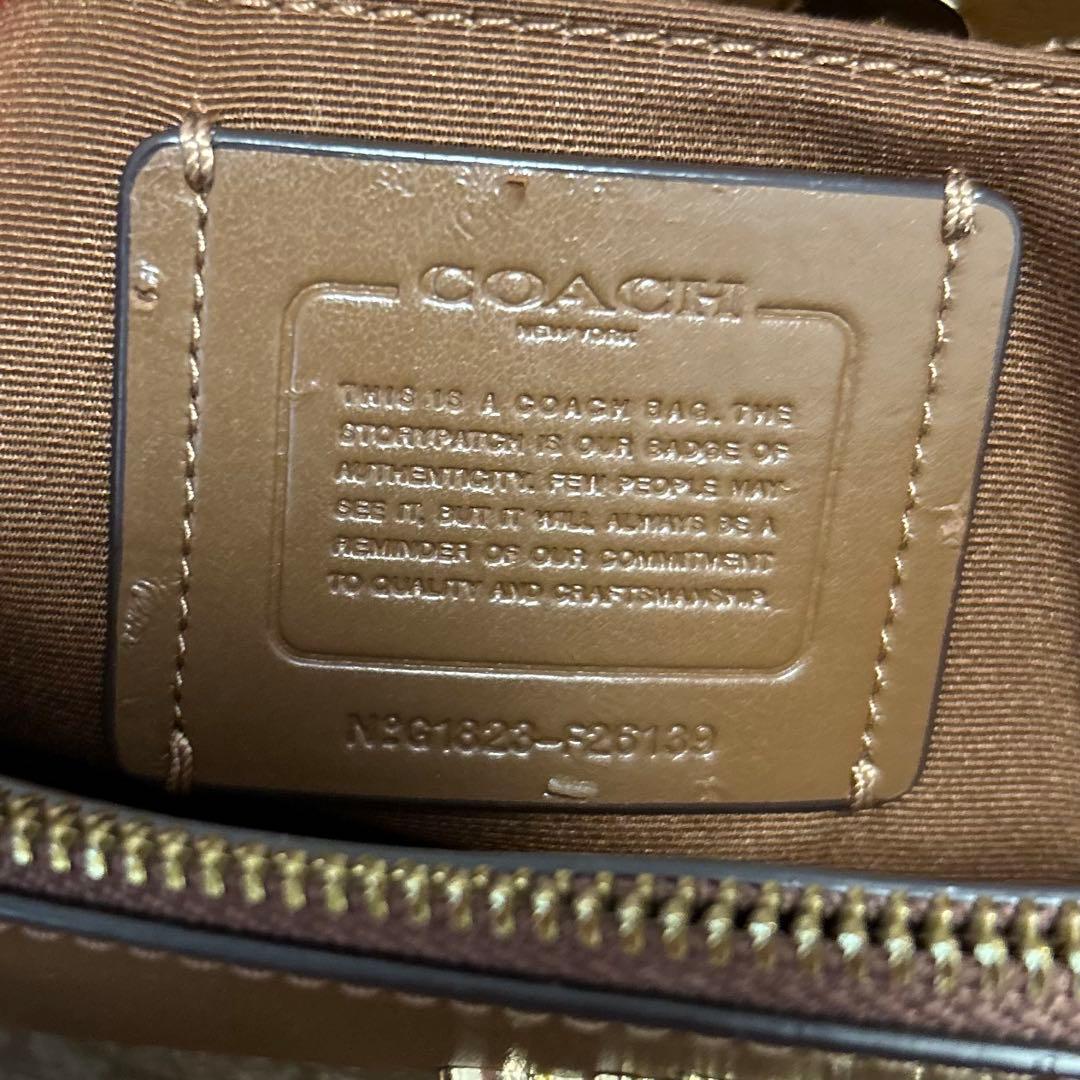 COACH
NEW YORK
THIS IS A COACH BAG. THE
STORYPATCH IS OUR BADGE OF
AUTHENTICITY. FEW PEOPLE MAY
SEE IT, BUT IT WILL ALWAYS BE A
REMINDER OF OUR COMMITMENT
TO QUALITY AND CRAFTSMANSHIP.
Nº G1823-F26139